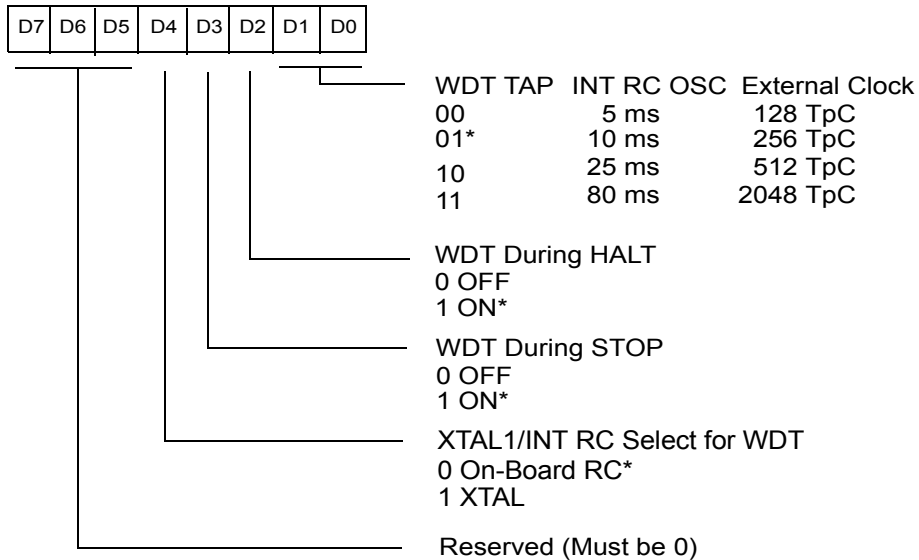 D7 D6 D5 D4 D3 D2 D1 D0
WDT TAP INT RC OSC External Clock
00 5 ms 128 TpC
01* 10 ms 256 TpC
10 25 ms 512 TpC
11 80 ms 2048 TpC
WDT During HALT
0 OFF
1 ON*
WDT During STOP
0 OFF
1 ON*
XTAL1/INT RC Select for WDT
0 On-Board RC*
1 XTAL
Reserved (Must be 0)